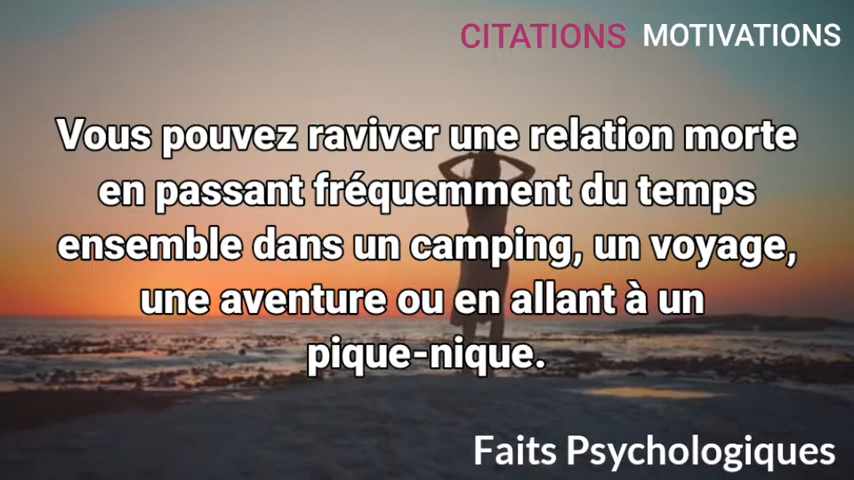 CITATIONS MOTIVATIONS
Vous pouvez raviver une relation morte
en passant fréquemment du temps
ensemble dans un camping, un voyage,
une aventure ou en allant à un
pique-nique.
Faits Psychologiques